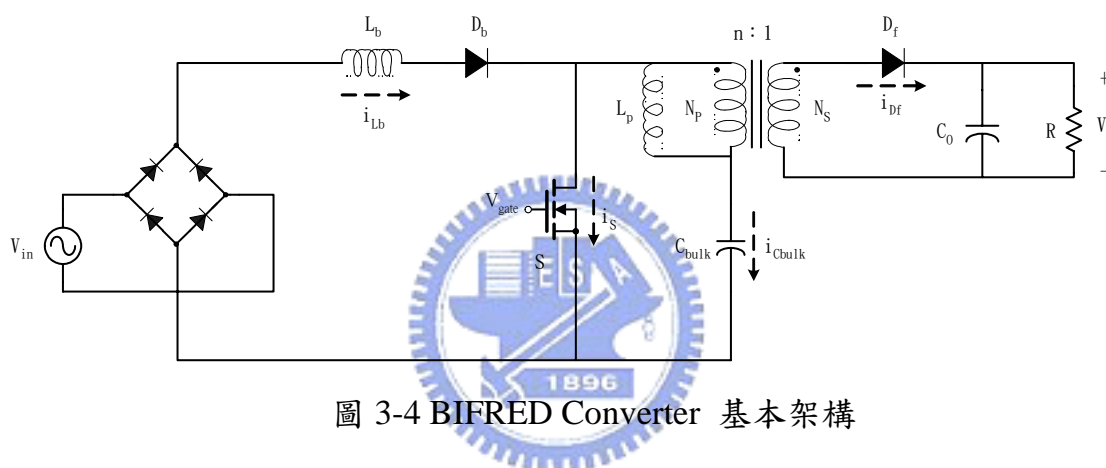 L_b
D_b
n : 1
D_f
i_Lb
L_p
N_P
N_S
i_Df
C_0
R
+
V
−
V_in
V_gate
i_S
S
C_bulk
i_Cbulk
E S A
1896
圖 3-4 BIFRED Converter 基本架構